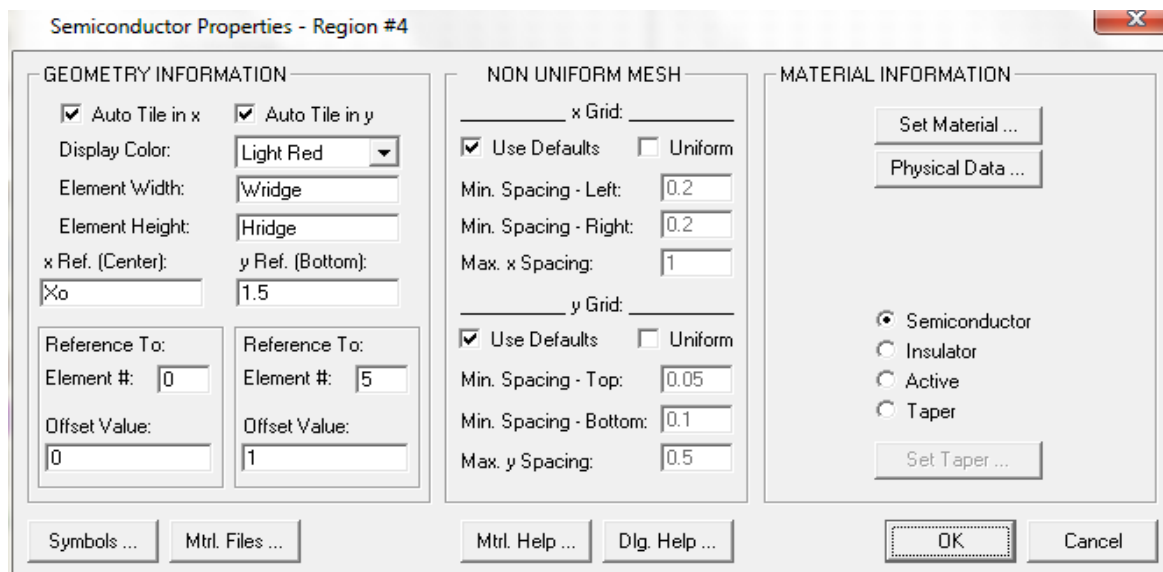 Semiconductor Properties - Region #4
x
GEOMETRY INFORMATION
Auto Tile in x Auto Tile in y
Display Color: Light Red
Element Width: Wridge
Element Height: Hridge
x Ref. (Center): y Ref. (Bottom):
Xo 1.5
Reference To: Reference To:
Element #: 0 Element #: 5
Offset Value: Offset Value:
0 1
NON UNIFORM MESH
x Grid:
Use Defaults Uniform
Min. Spacing - Left: 0.2
Min. Spacing - Right: 0.2
Max. x Spacing: 1
y Grid:
Use Defaults Uniform
Min. Spacing - Top: 0.05
Min. Spacing - Bottom: 0.1
Max. y Spacing: 0.5
MATERIAL INFORMATION
Set Material ...
Physical Data ...
Semiconductor
Insulator
Active
Taper
Set Taper ...
Symbols ... Mtrl. Files ... Mtrl. Help ... Dlg. Help ... OK Cancel